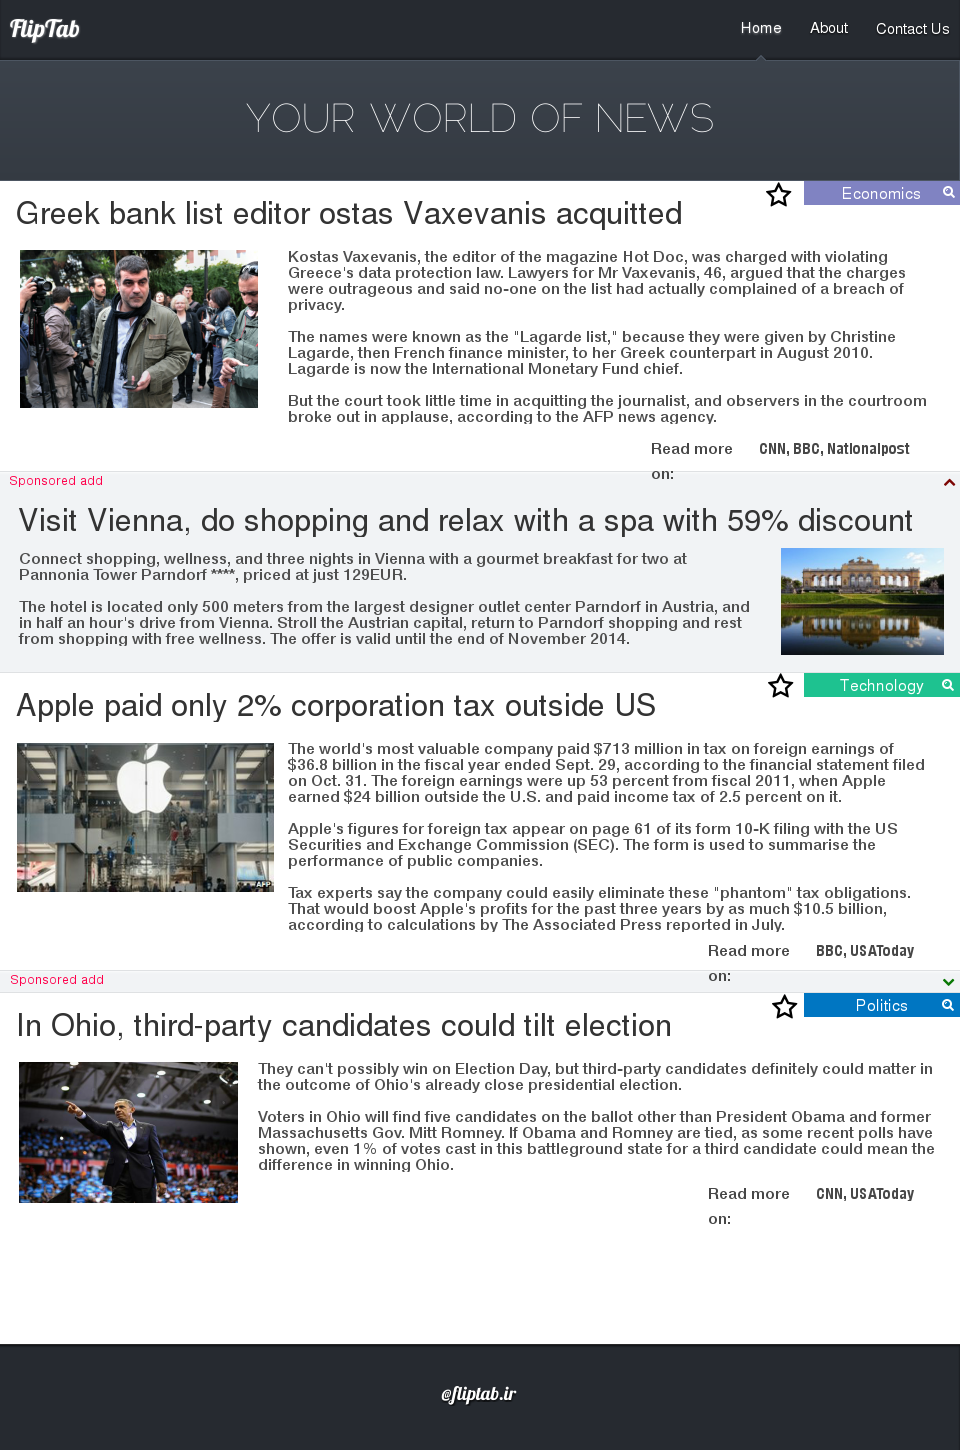 FlipTab
Home About Contact Us
YOUR WORLD OF NEWS
Economics
Greek bank list editor ostas Vaxevanis acquitted
Kostas Vaxevanis, the editor of the magazine Hot Doc, was charged with violating
Greece's data protection law. Lawyers for Mr Vaxevanis, 46, argued that the charges
were outrageous and said no-one on the list had actually complained of a breach of
privacy.
The names were known as the "Lagarde list," because they were given by Christine
Lagarde, then French finance minister, to her Greek counterpart in August 2010.
Lagarde is now the International Monetary Fund chief.
But the court took little time in acquitting the journalist, and observers in the courtroom
broke out in applause, according to the AFP news agency.
Read more CNN, BBC, Nationalpost
on:
Sponsored add
Visit Vienna, do shopping and relax with a spa with 59% discount
Connect shopping, wellness, and three nights in Vienna with a gourmet breakfast for two at
Pannonia Tower Parndorf ****, priced at just 129EUR.
The hotel is located only 500 meters from the largest designer outlet center Parndorf in Austria, and
in half an hour's drive from Vienna. Stroll the Austrian capital, return to Parndorf shopping and rest
from shopping with free wellness. The offer is valid until the end of November 2014.
Technology
Apple paid only 2% corporation tax outside US
The world's most valuable company paid $713 million in tax on foreign earnings of
$36.8 billion in the fiscal year ended Sept. 29, according to the financial statement filed
on Oct. 31. The foreign earnings were up 53 percent from fiscal 2011, when Apple
earned $24 billion outside the U.S. and paid income tax of 2.5 percent on it.
Apple's figures for foreign tax appear on page 61 of its form 10-K filing with the US
Securities and Exchange Commission (SEC). The form is used to summarise the
performance of public companies.
Tax experts say the company could easily eliminate these "phantom" tax obligations.
That would boost Apple's profits for the past three years by as much $10.5 billion,
according to calculations by The Associated Press reported in July.
AFP
Read more BBC, USAToday
on:
Sponsored add
Politics
In Ohio, third-party candidates could tilt election
They can't possibly win on Election Day, but third-party candidates definitely could matter in
the outcome of Ohio's already close presidential election.
Voters in Ohio will find five candidates on the ballot other than President Obama and former
Massachusetts Gov. Mitt Romney. If Obama and Romney are tied, as some recent polls have
shown, even 1% of votes cast in this battleground state for a third candidate could mean the
difference in winning Ohio.
Read more CNN, USAToday
on:
@fliptab.ir